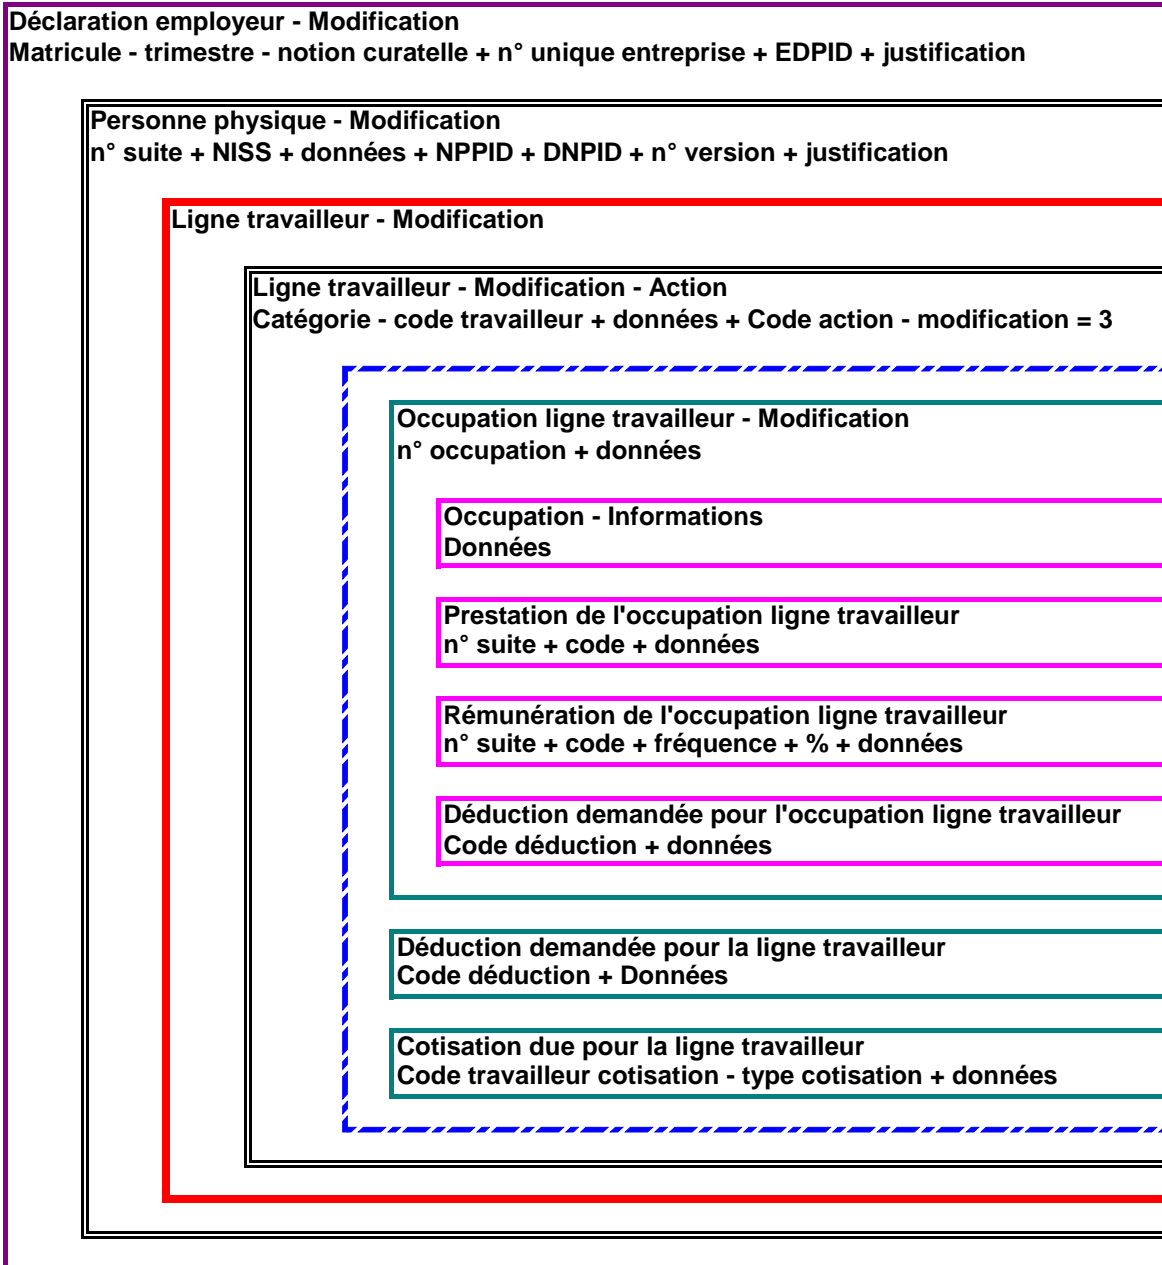 Déclaration employeur - Modification
Matricule - trimestre - notion curatelle + n° unique entreprise + EDPID + justification
Personne physique - Modification
n° suite + NISS + données + NPPID + DNPID + n° version + justification
Ligne travailleur - Modification
Ligne travailleur - Modification - Action
Catégorie - code travailleur + données + Code action - modification = 3
Occupation ligne travailleur - Modification
n° occupation + données
Occupation - Informations
Données
Prestation de l'occupation ligne travailleur
n° suite + code + données
Rémunération de l'occupation ligne travailleur
n° suite + code + fréquence + % + données
Déduction demandée pour l'occupation ligne travailleur
Code déduction + données
Déduction demandée pour la ligne travailleur
Code déduction + Données
Cotisation due pour la ligne travailleur
Code travailleur cotisation - type cotisation + données